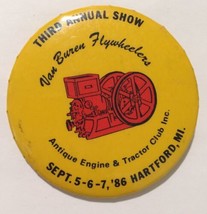 THIRD ANNUAL SHOW
Van Buren Flywheelers
Antique Engine & Tractor Club Inc.
SEPT. 5-6-7, '86 HARTFORD, MI.